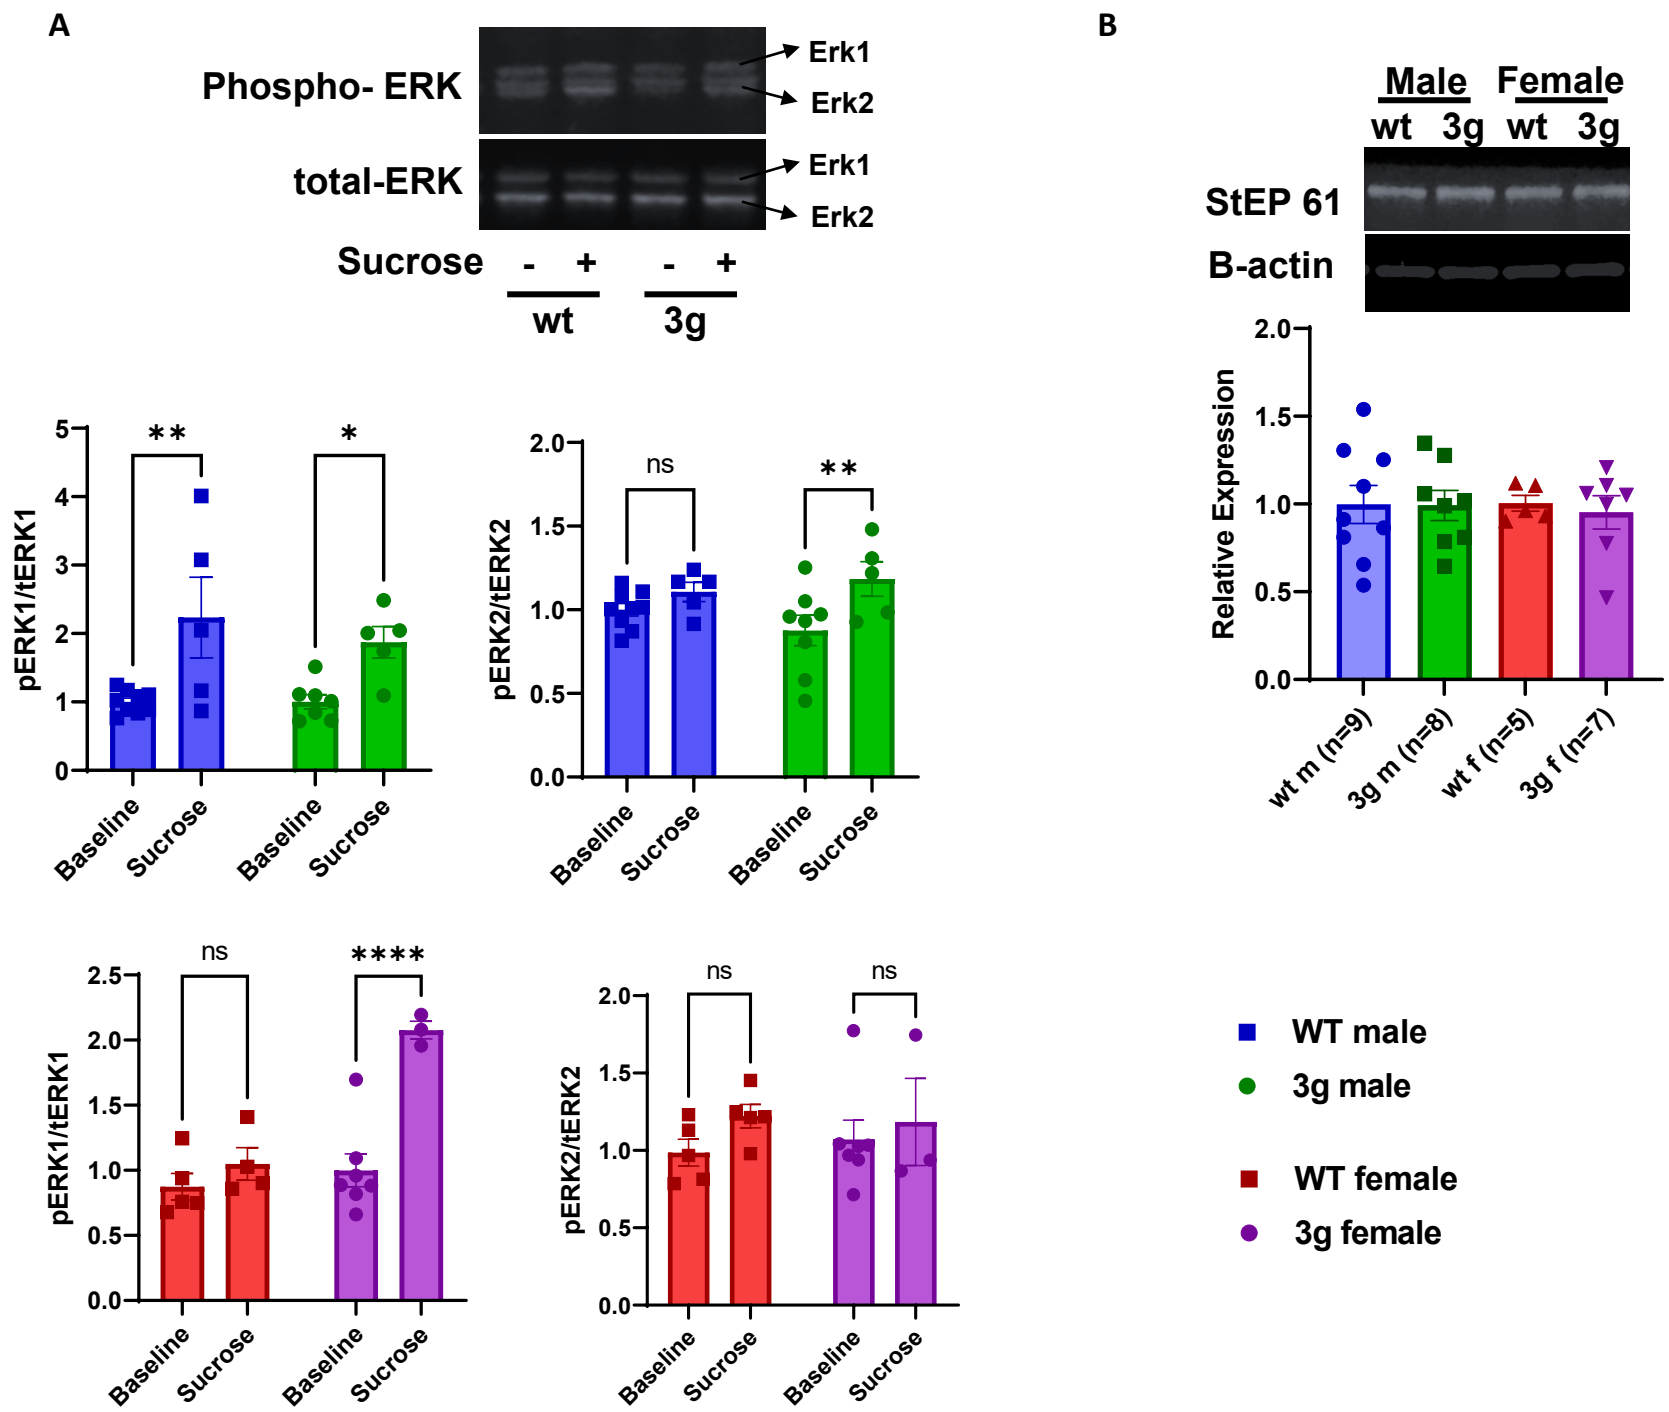 A
Phospho- ERK
Erk1
Erk2
total-ERK
Erk1
Erk2
Sucrose - + - +
wt 3g
pERK1/tERK1
5
4
3
2
1
0
** *
Baseline Sucrose Baseline Sucrose
pERK2/tERK2
2.0
1.5
1.0
0.5
0.0
ns **
Baseline Sucrose Baseline Sucrose
pERK1/tERK1
2.5
2.0
1.5
1.0
0.5
0.0
ns ****
Baseline Sucrose Baseline Sucrose
pERK2/tERK2
2.0
1.5
1.0
0.5
0.0
ns ns
Baseline Sucrose Baseline Sucrose
B
Male Female
wt 3g wt 3g
StEP 61
B-actin
Relative Expression
2.0
1.5
1.0
0.5
0.0
wt m (n=9) 3g m (n=8) wt f (n=5) 3g f (n=7)
WT male
3g male
WT female
3g female